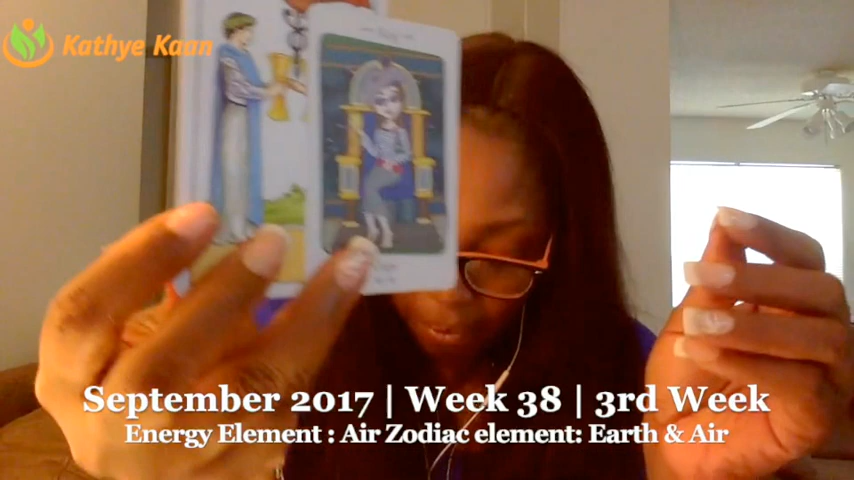 Kathye Kaan
September 2017 | Week 38 | 3rd Week
Energy Element : Air Zodiac element: Earth & Air